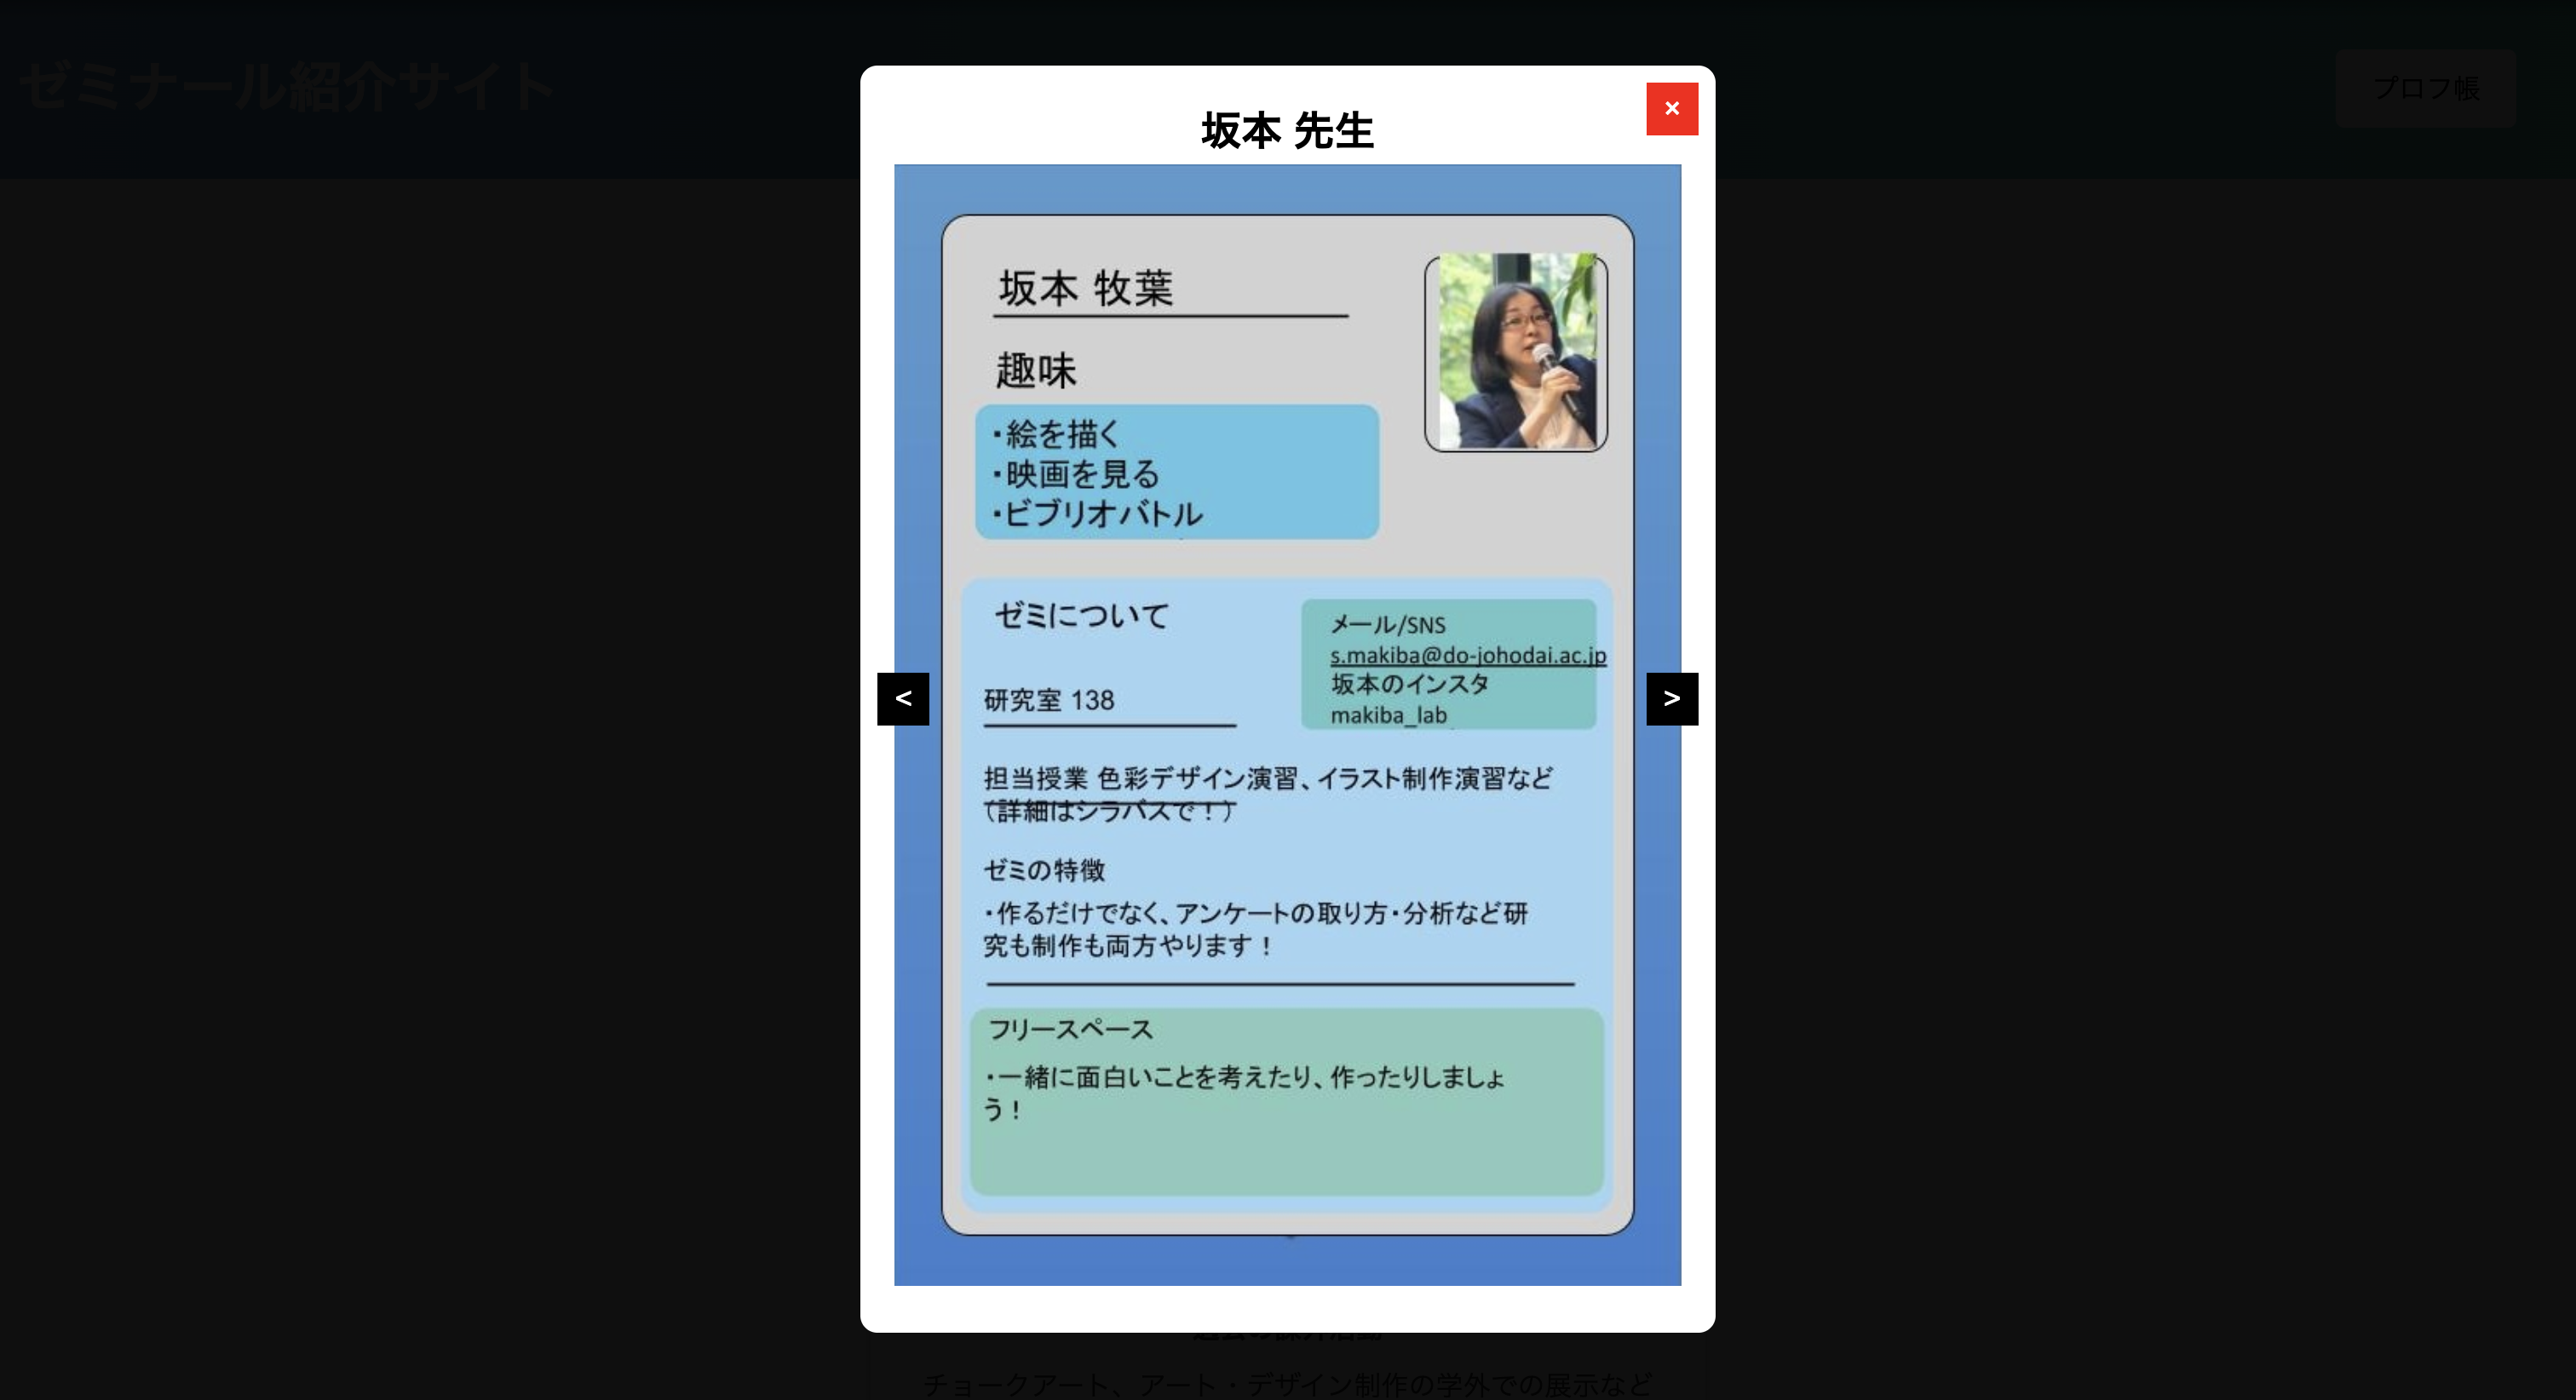 ゼミナール紹介サイト
プロフ帳
坂本 先生
×
坂本 牧葉
趣味
・絵を描く
・映画を見る
・ビブリオバトル
ゼミについて
メール/SNS
s.makiba@do-johodai.ac.jp
坂本のインスタ
makiba_lab
研究室 138
<
>
担当授業 色彩デザイン演習、イラスト制作演習など
（詳細はシラバスで！）
ゼミの特徴
・作るだけでなく、アンケートの取り方・分析など研
究も制作も両方やります！
フリースペース
・一緒に面白いことを考えたり、作ったりしましょ
う！
チョークアート、アート・デザイン制作の学外での展示など